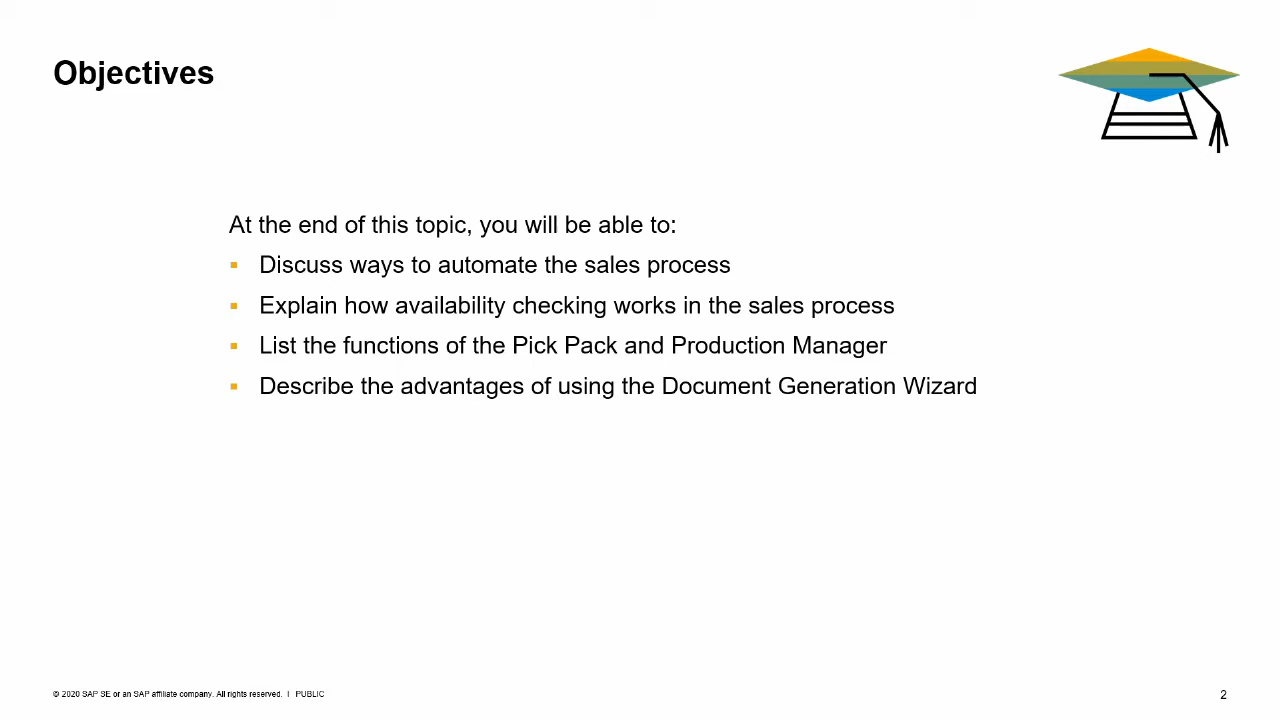 Objectives
At the end of this topic, you will be able to:
▪ Discuss ways to automate the sales process
▪ Explain how availability checking works in the sales process
▪ List the functions of the Pick Pack and Production Manager
▪ Describe the advantages of using the Document Generation Wizard
© 2020 SAP SE or an SAP affiliate company. All rights reserved. I PUBLIC
2